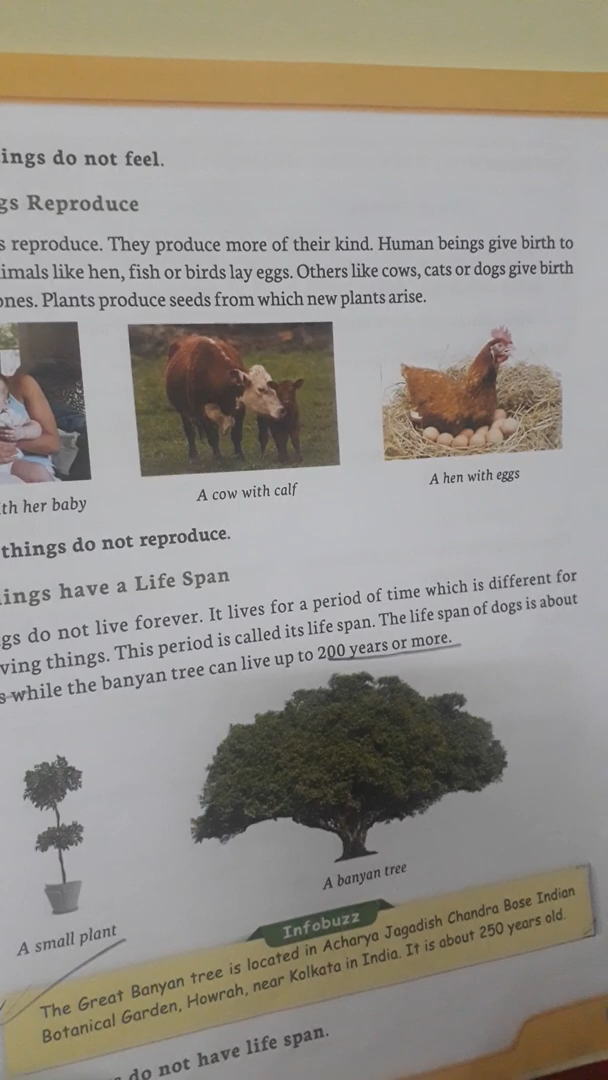 ings do not feel.
gs Reproduce
s reproduce. They produce more of their kind. Human beings give birth to
imals like hen, fish or birds lay eggs. Others like cows, cats or dogs give birth
ones. Plants produce seeds from which new plants arise.
th her baby
A cow with calf
A hen with eggs
things do not reproduce.
ings have a Life Span
gs do not live forever. It lives for a period of time which is different for
ving things. This period is called its life span. The life span of dogs is about
s while the banyan tree can live up to 200 years or more.
A small plant
A banyan tree
Infobuzz
The Great Banyan tree is located in Acharya Jagadish Chandra Bose Indian
Botanical Garden, Howrah, near Kolkata in India. It is about 250 years old.
do not have life span.